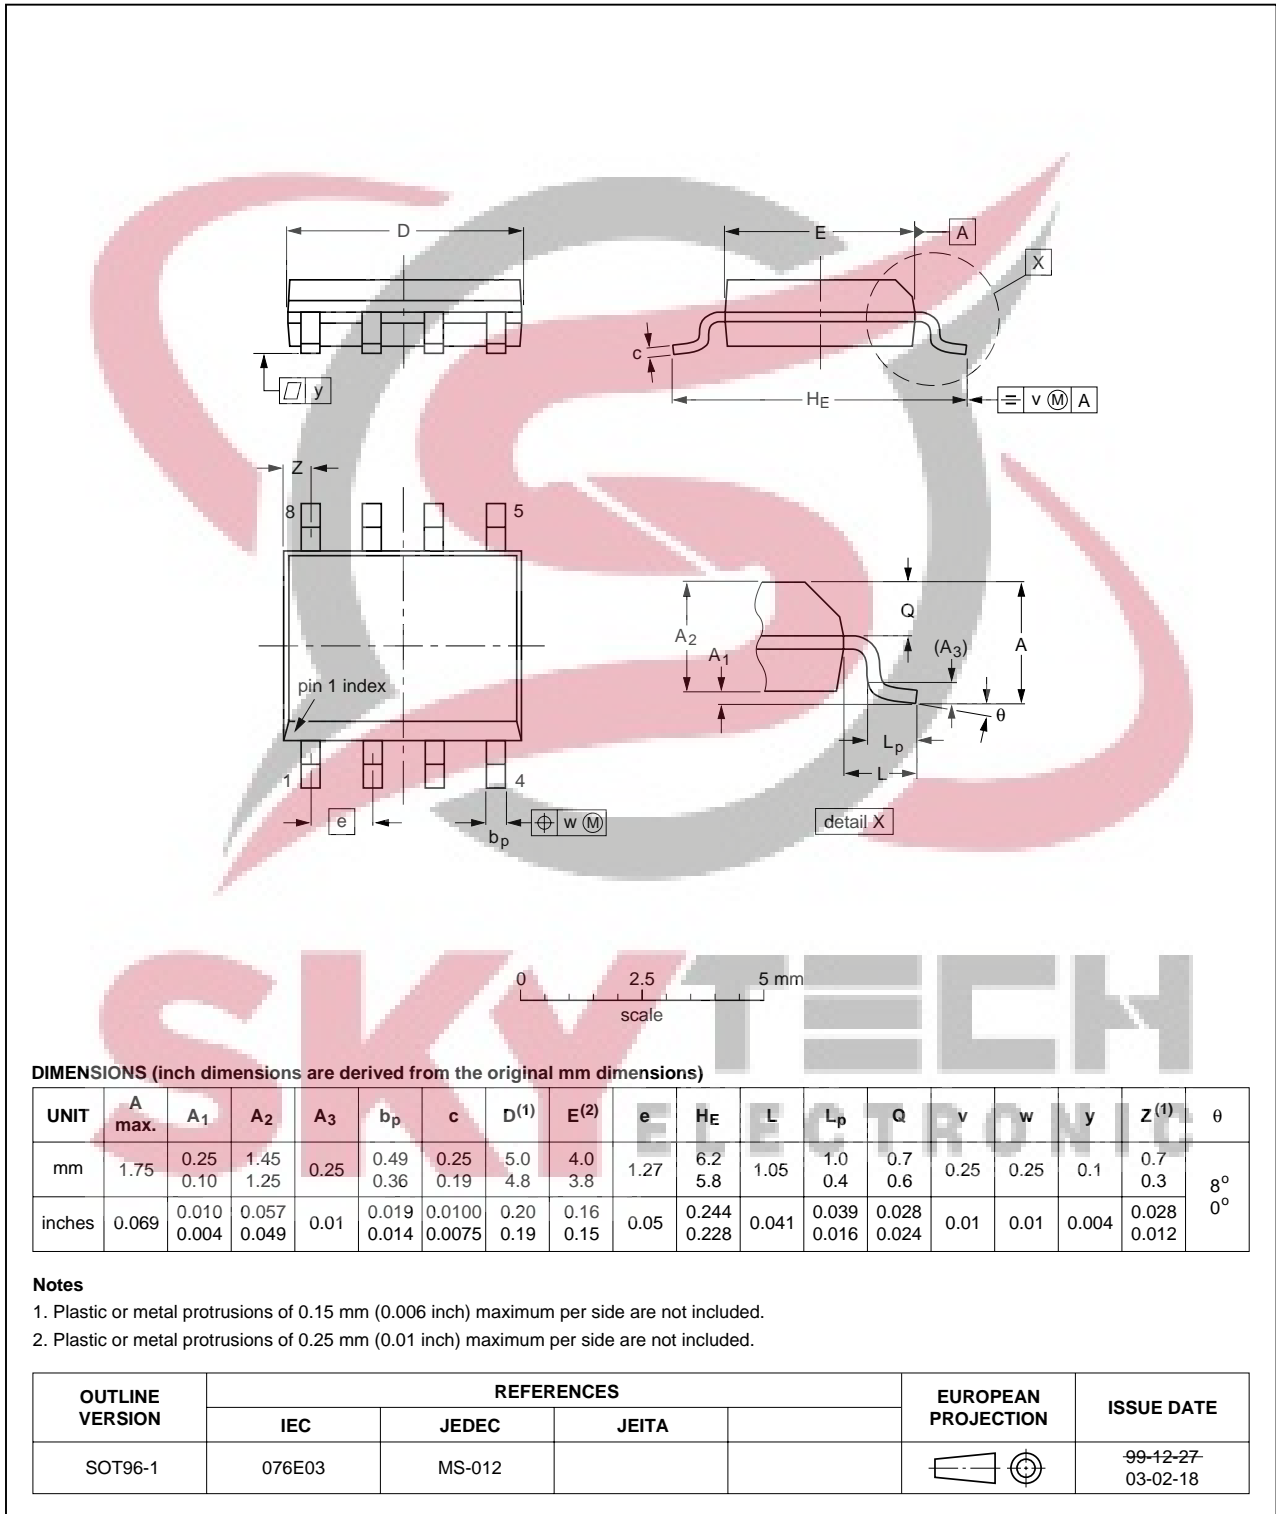 D
E
A
X
c
y
HE
v Ⓜ A
Z
8
5
pin 1 index
1
4
e
bp
w Ⓜ
A2
A1
Q
(A3)
A
θ
Lp
L
detail X
0 2.5 5 mm
scale
SKYTECH
ELECTRONIC
DIMENSIONS (inch dimensions are derived from the original mm dimensions)
UNIT A max. A1 A2 A3 bp c D(1) E(2) e HE L Lp Q v w y Z(1) θ
mm 1.75 0.25 0.10 1.45 1.25 0.25 0.49 0.36 0.25 0.19 5.0 4.8 4.0 3.8 1.27 6.2 5.8 1.05 1.0 0.4 0.7 0.6 0.25 0.25 0.1 0.7 0.3 8° 0°
inches 0.069 0.010 0.004 0.057 0.049 0.01 0.019 0.014 0.0100 0.0075 0.20 0.19 0.16 0.15 0.05 0.244 0.228 0.041 0.039 0.016 0.028 0.024 0.01 0.01 0.004 0.028 0.012
Notes
1. Plastic or metal protrusions of 0.15 mm (0.006 inch) maximum per side are not included.
2. Plastic or metal protrusions of 0.25 mm (0.01 inch) maximum per side are not included.
OUTLINE VERSION REFERENCES EUROPEAN PROJECTION ISSUE DATE
IEC JEDEC JEITA
SOT96-1 076E03 MS-012 99-12-27
03-02-18